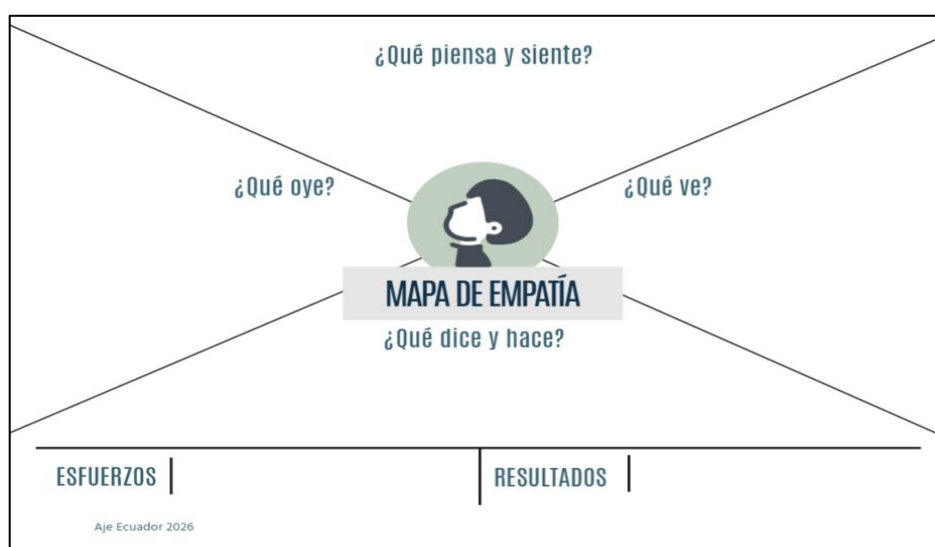 ¿Qué piensa y siente?
¿Qué oye?
¿Qué ve?
MAPA DE EMPATÍA
¿Qué dice y hace?
ESFUERZOS
RESULTADOS
Aje Ecuador 2026